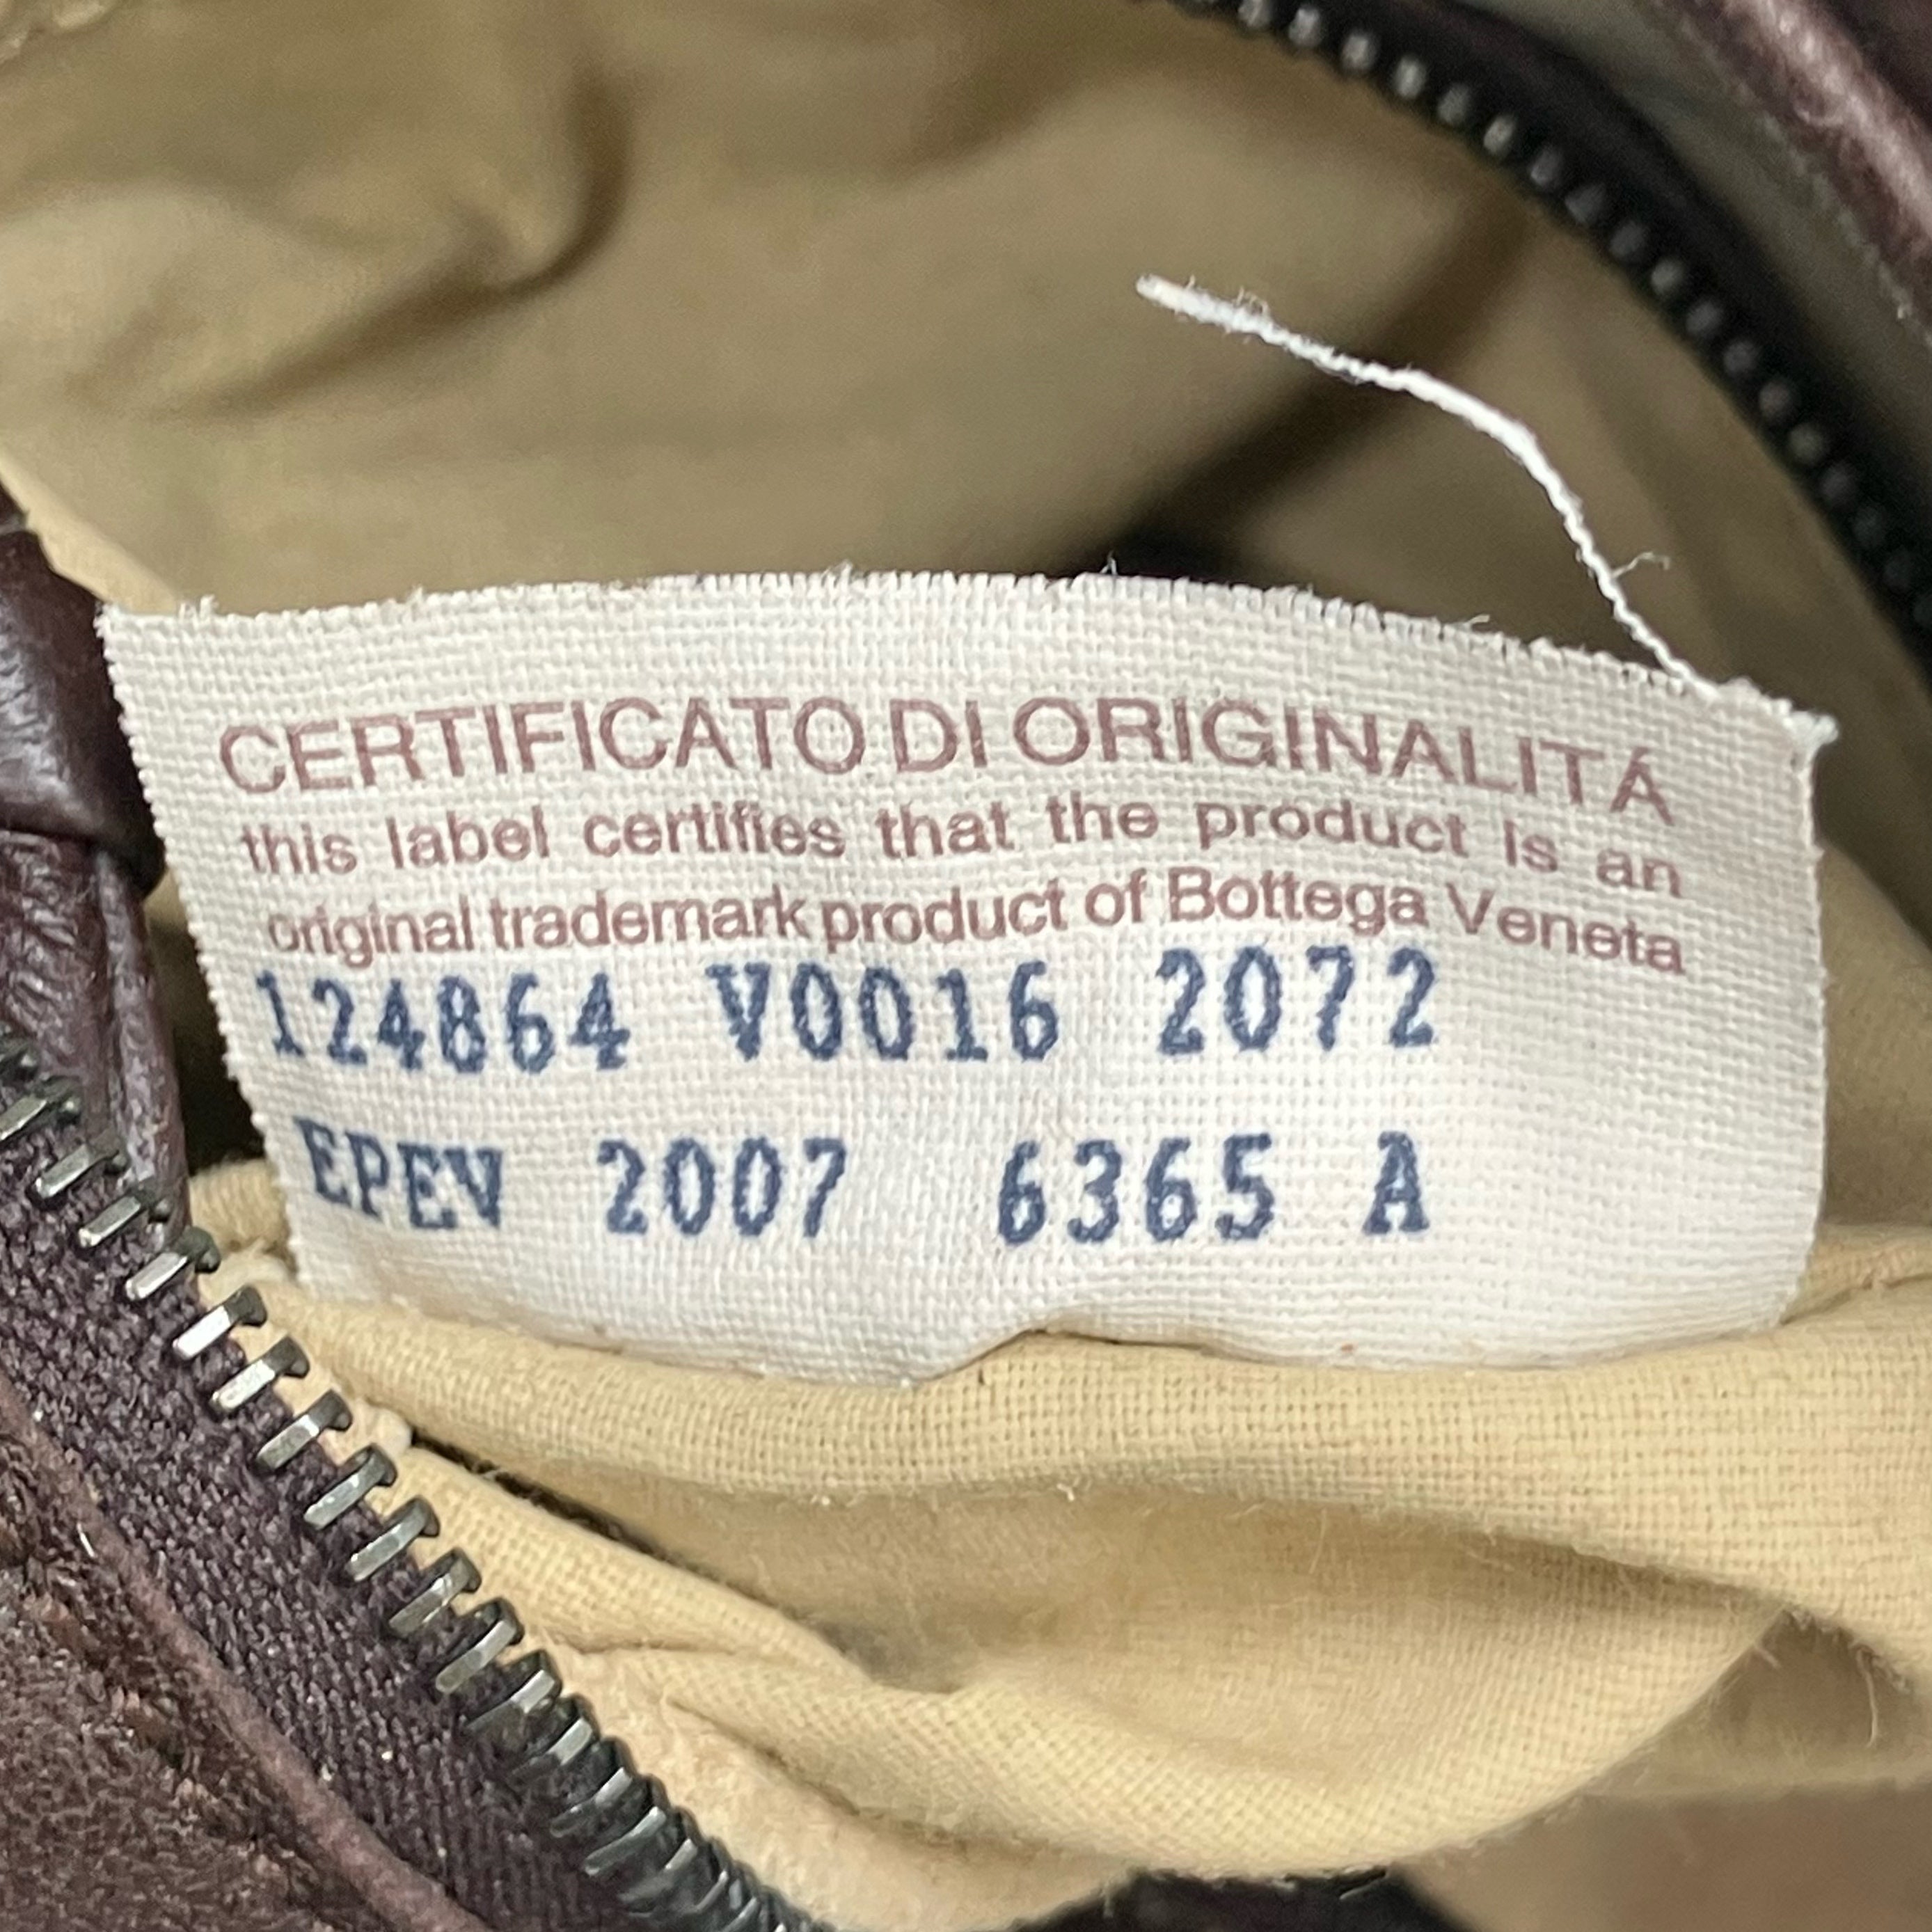 CERTIFICATO DI ORIGINALITÁ
this label certifies that the product is an
original trademark product of Bottega Veneta
124864 V0016 2072
EPEV 2007 6365 A